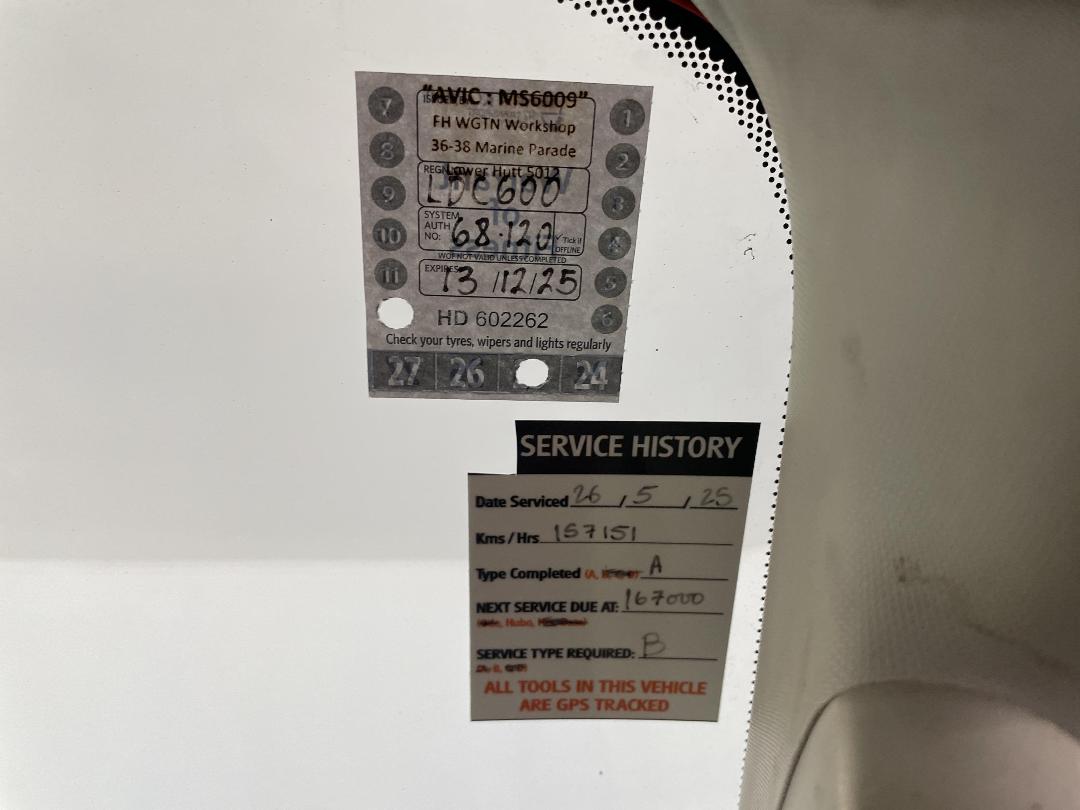 "AVIC : MS6009"
FH WGTN Workshop
36-38 Marine Parade
Lower Hutt 5012
REGN
LDC600
SYSTEM
AUTH
NO:
68.120
✓ Tick if
OFFLINE
WOF NOT VALID UNLESS COMPLETED
EXPIRES
13/12/25
7
8
9
10
11
1
2
3
4
5
6
HD 602262
Check your tyres, wipers and lights regularly
27 26 24
SERVICE HISTORY
Date Serviced 26 / 5 / 25
Kms / Hrs 157151
Type Completed (A, A
NEXT SERVICE DUE AT: 167000
Hubo,
SERVICE TYPE REQUIRED: B
ALL TOOLS IN THIS VEHICLE
ARE GPS TRACKED